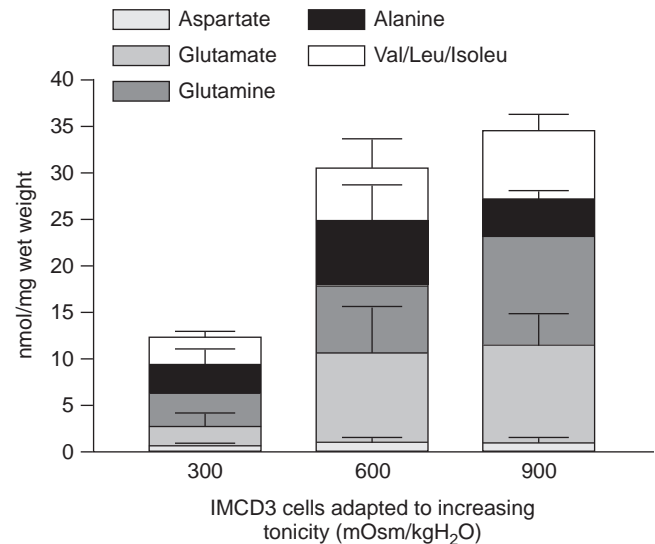 Aspartate
Alanine
Glutamate
Val/Leu/Isoleu
Glutamine
40
35
30
25
20
15
10
5
0
nmol/mg wet weight
300
600
900
IMCD3 cells adapted to increasing
tonicity (mOsm/kgH₂O)